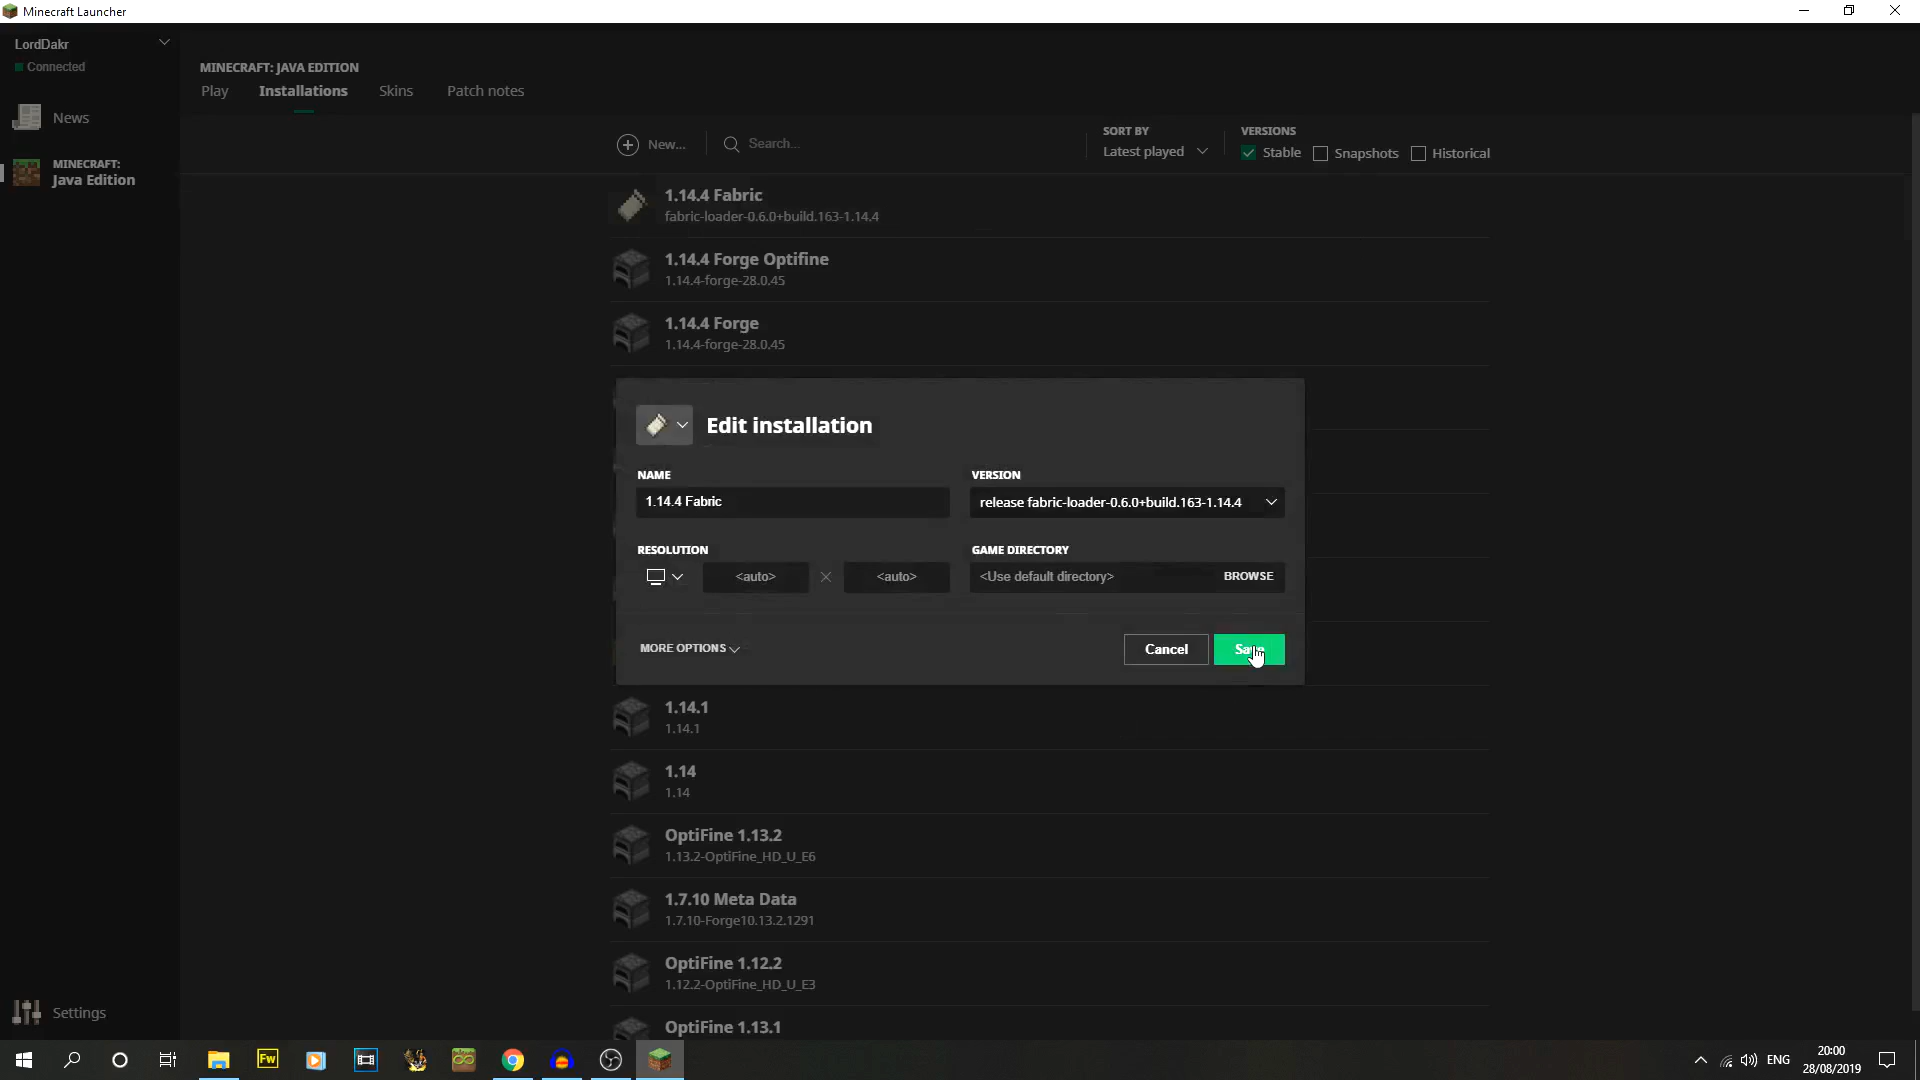 Minecraft Launcher
LordDakr
Connected
News
MINECRAFT:
Java Edition
Settings
MINECRAFT: JAVA EDITION
Play Installations Skins Patch notes
New... Search...
SORT BY
Latest played
VERSIONS
Stable Snapshots Historical
1.14.4 Fabric
fabric-loader-0.6.0+build.163-1.14.4
1.14.4 Forge Optifine
1.14.4-forge-28.0.45
1.14.4 Forge
1.14.4-forge-28.0.45
Edit installation
NAME
1.14.4 Fabric
VERSION
release fabric-loader-0.6.0+build.163-1.14.4
RESOLUTION
<auto> <auto>
GAME DIRECTORY
<Use default directory> BROWSE
MORE OPTIONS
Cancel
1.14.1
1.14.1
1.14
1.14
OptiFine 1.13.2
1.13.2-OptiFine_HD_U_E6
1.7.10 Meta Data
1.7.10-Forge10.13.2.1291
OptiFine 1.12.2
1.12.2-OptiFine_HD_U_E3
OptiFine 1.13.1
Fw
ENG
20:00
28/08/2019